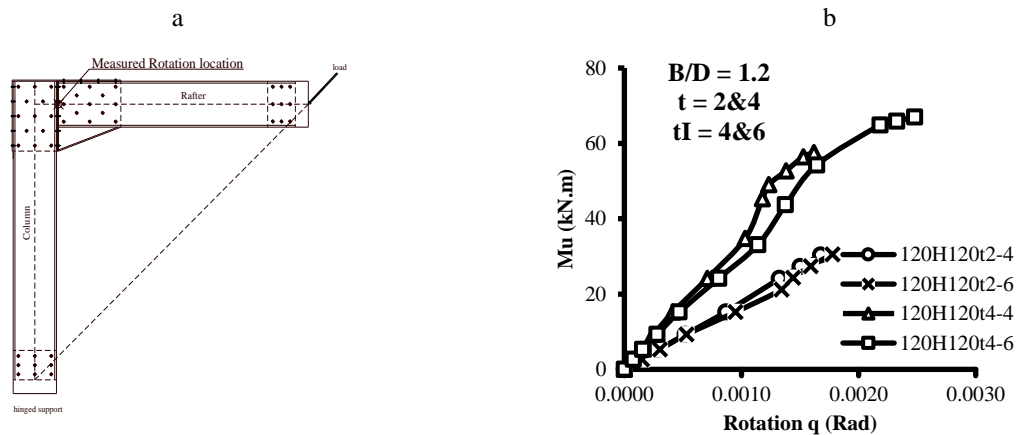 a
Measured Rotation location
load
Rafter
Column
hinged support
b
B/D = 1.2
t = 2&4
tI = 4&6
Mu (kN.m)
80
60
40
20
0
0.0000 0.0010 0.0020 0.0030
Rotation q (Rad)
120H120t2-4
120H120t2-6
120H120t4-4
120H120t4-6